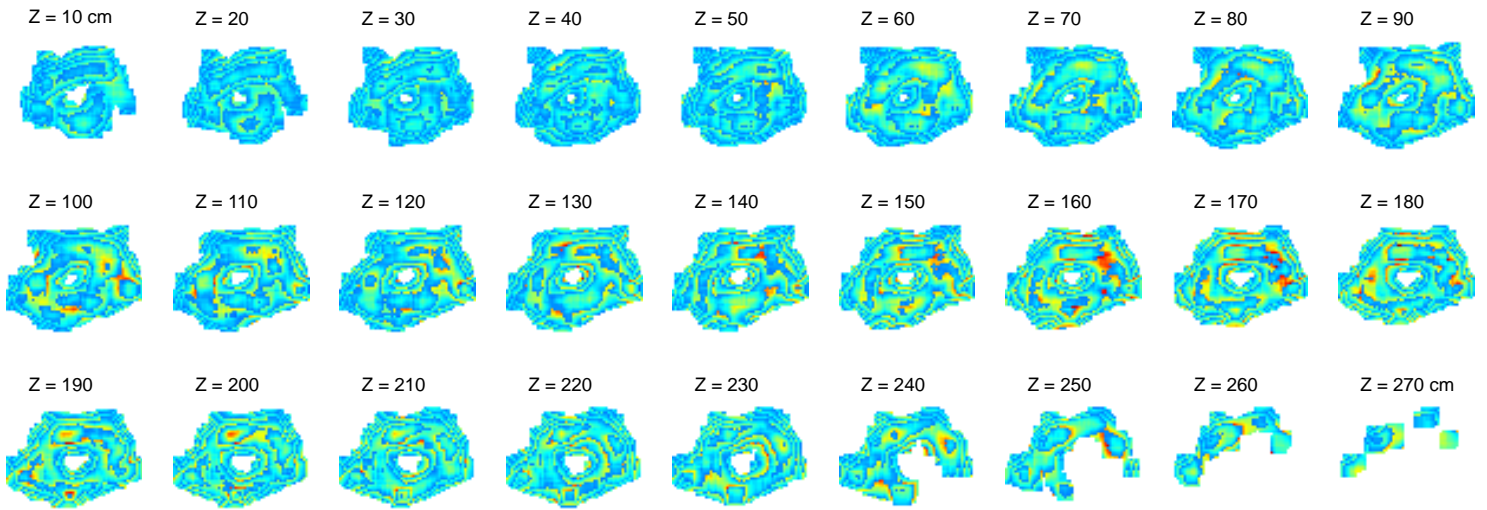 Z = 10 cm
Z = 20
Z = 30
Z = 40
Z = 50
Z = 60
Z = 70
Z = 80
Z = 90
Z = 100
Z = 110
Z = 120
Z = 130
Z = 140
Z = 150
Z = 160
Z = 170
Z = 180
Z = 190
Z = 200
Z = 210
Z = 220
Z = 230
Z = 240
Z = 250
Z = 260
Z = 270 cm